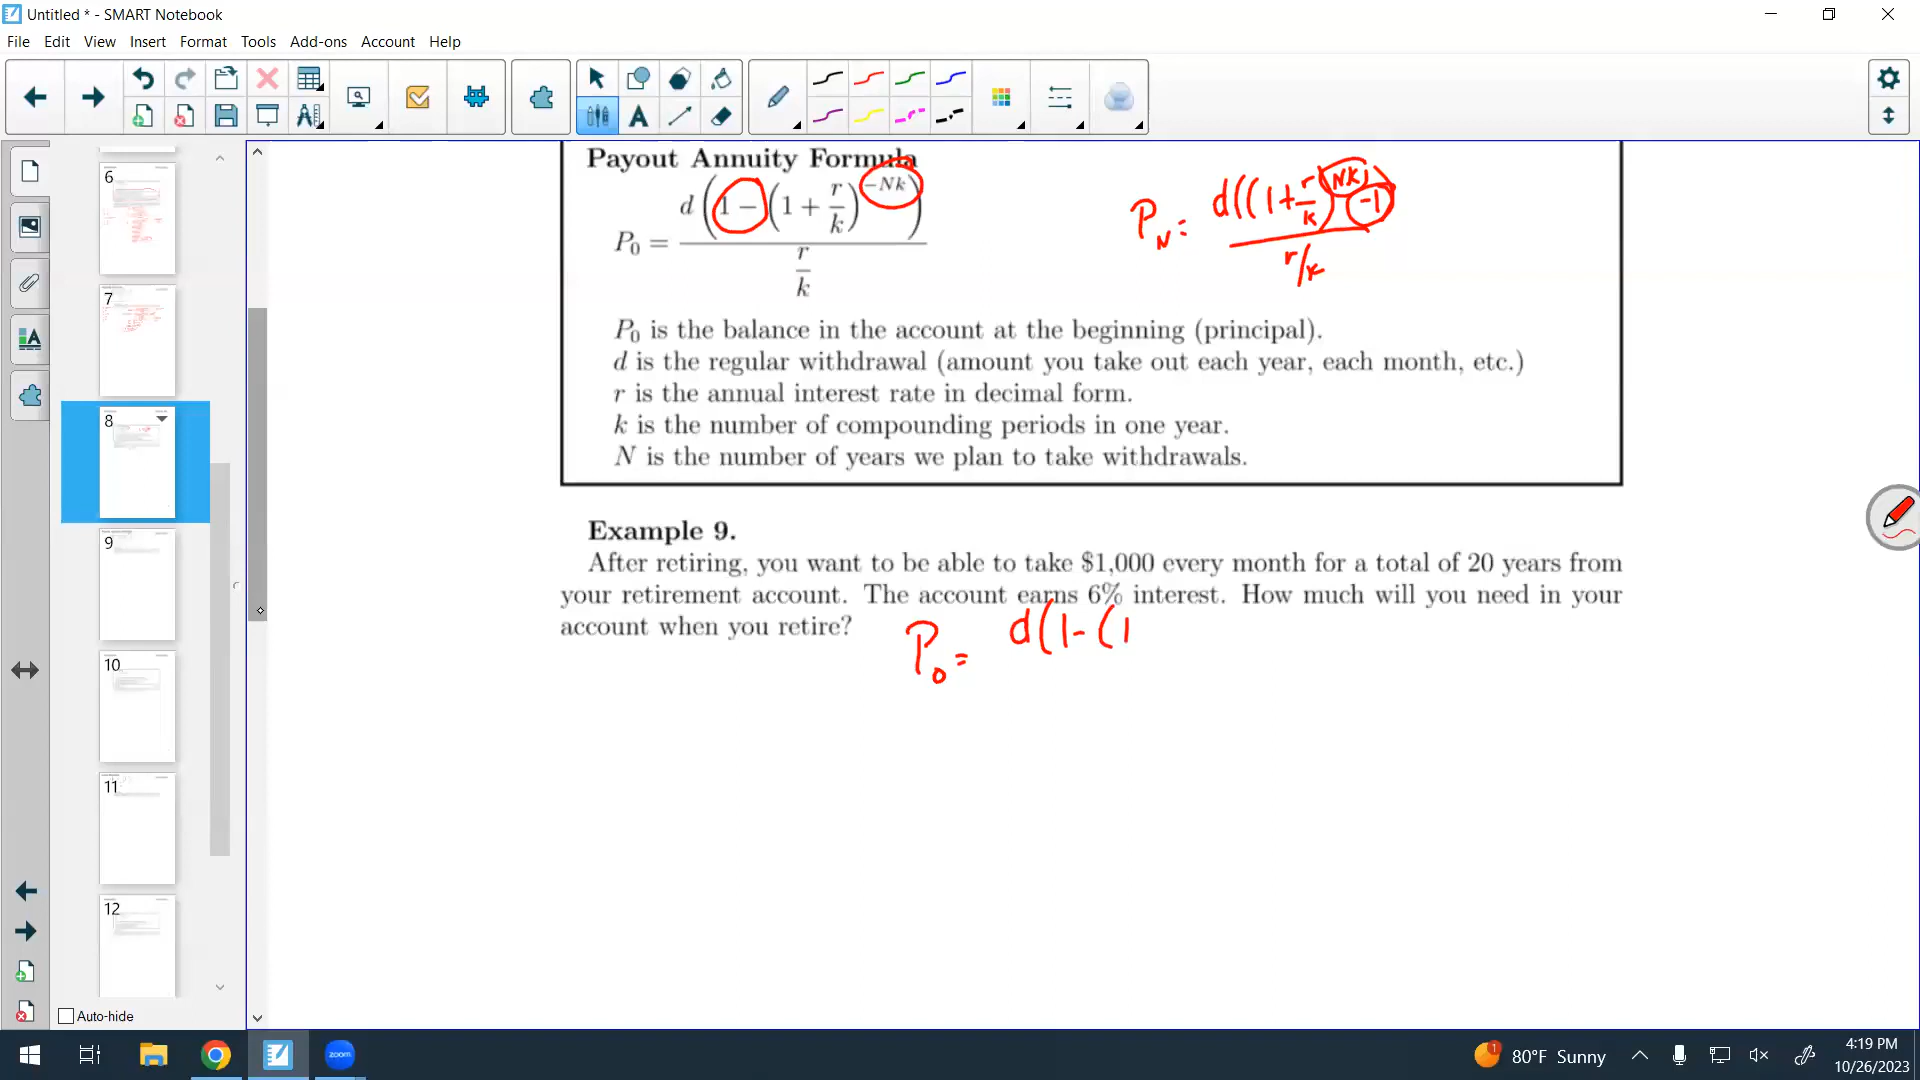 Untitled * - SMART Notebook
File Edit View Insert Format Tools Add-ons Account Help
Payout Annuity Formula
P₀ = d(1 − (1 + r/k)^(−Nk)) / (r/k)
P_N = d((1 + r/k)^(Nk) − 1) / (r/k)
P₀ is the balance in the account at the beginning (principal).
d is the regular withdrawal (amount you take out each year, each month, etc.)
r is the annual interest rate in decimal form.
k is the number of compounding periods in one year.
N is the number of years we plan to take withdrawals.
Example 9.
After retiring, you want to be able to take $1,000 every month for a total of 20 years from
your retirement account. The account earns 6% interest. How much will you need in your
account when you retire?
P₀ = d(1 - (1
6
7
8
9
10
11
12
Auto-hide
zoom
1
80°F Sunny
4:19 PM
10/26/2023